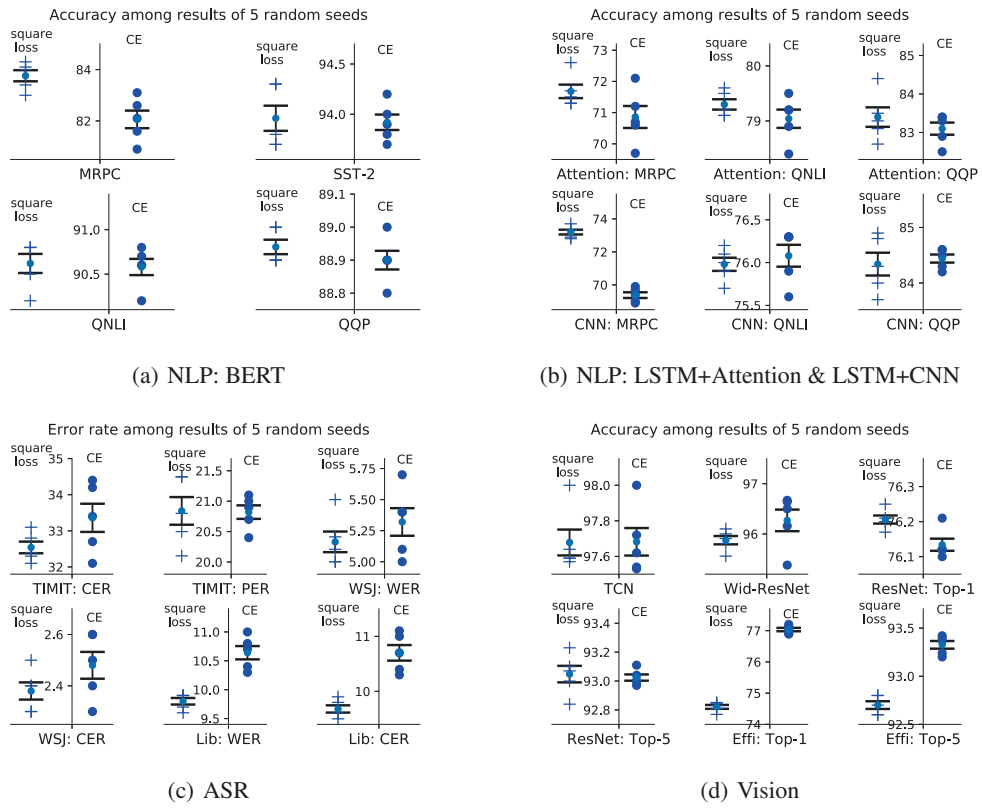 Accuracy among results of 5 random seeds
square
loss
CE
84
82
MRPC
square
loss
CE
94.5
94.0
SST-2
square
loss
CE
91.0
90.5
QNLI
square
loss
CE
89.1
89.0
88.9
88.8
QQP
(a) NLP: BERT
Accuracy among results of 5 random seeds
square
loss
CE
73
72
71
70
Attention: MRPC
square
loss
CE
80
79
Attention: QNLI
square
loss
CE
85
84
83
Attention: QQP
square
loss
CE
74
72
70
CNN: MRPC
square
loss
CE
76.5
76.0
75.5
CNN: QNLI
square
loss
CE
85
84
CNN: QQP
(b) NLP: LSTM+Attention & LSTM+CNN
Error rate among results of 5 random seeds
square
loss
CE
35
34
33
32
TIMIT: CER
square
loss
CE
21.5
21.0
20.5
20.0
TIMIT: PER
square
loss
CE
5.75
5.50
5.25
5.00
WSJ: WER
square
loss
CE
2.6
2.4
WSJ: CER
square
loss
CE
11.0
10.5
10.0
9.5
Lib: WER
square
loss
CE
11
10
Lib: CER
(c) ASR
Accuracy among results of 5 random seeds
square
loss
CE
98.0
97.8
97.6
TCN
square
loss
CE
97
96
Wid-ResNet
square
loss
CE
76.3
76.2
76.1
ResNet: Top-1
square
loss
CE
93.4
93.2
93.0
92.8
ResNet: Top-5
square
loss
CE
77
76
75
74
Effi: Top-1
square
loss
CE
93.5
93.0
92.5
Effi: Top-5
(d) Vision